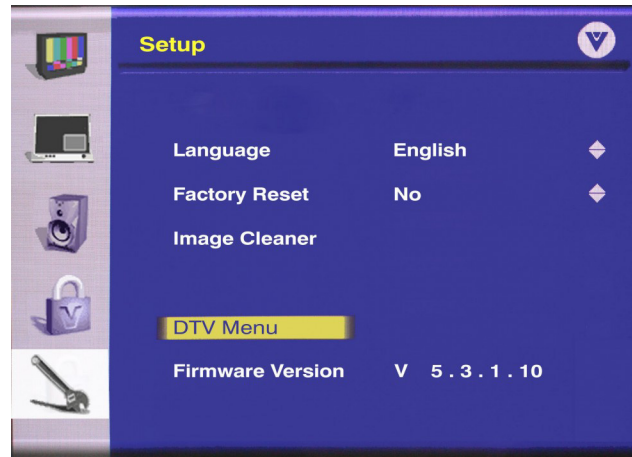 Setup
Language English
Factory Reset No
Image Cleaner
DTV Menu
Firmware Version V 5.3.1.10